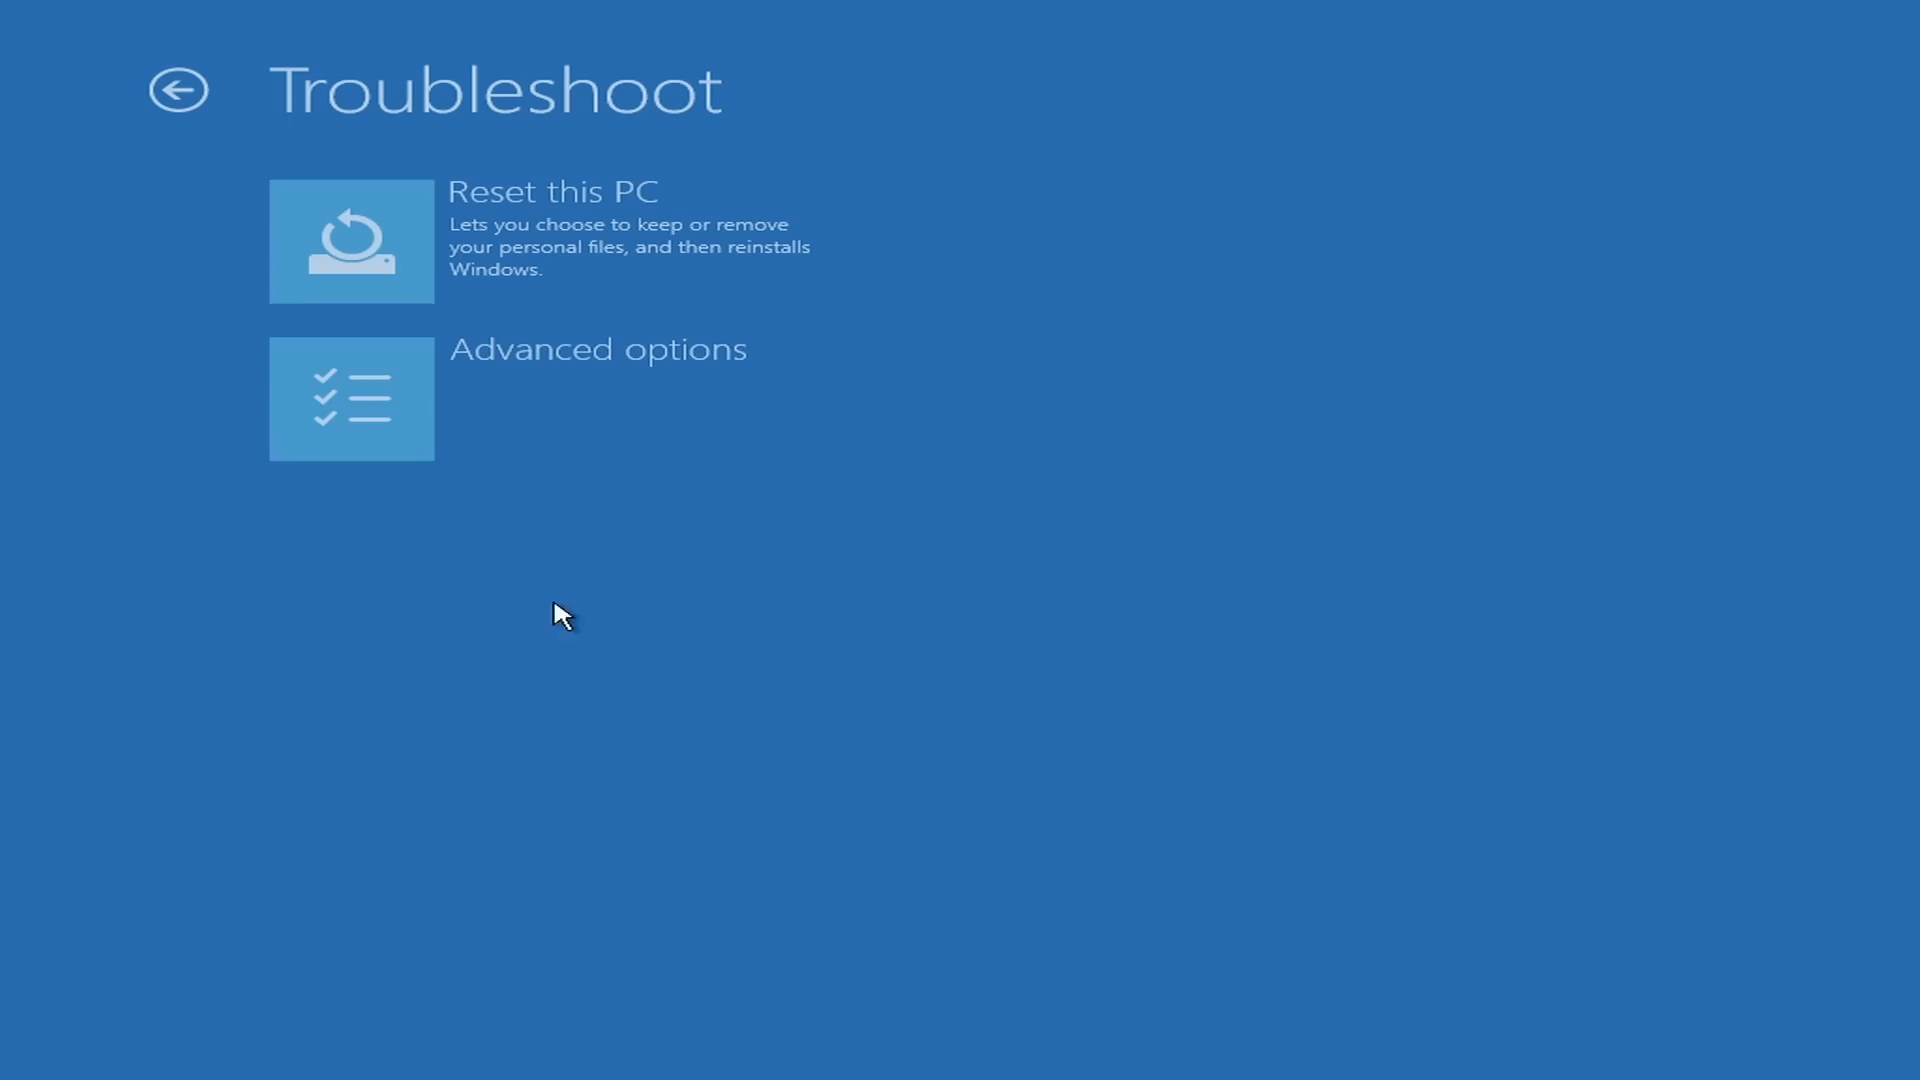 Troubleshoot
Reset this PC
Lets you choose to keep or remove
your personal files, and then reinstalls
Windows.
Advanced options